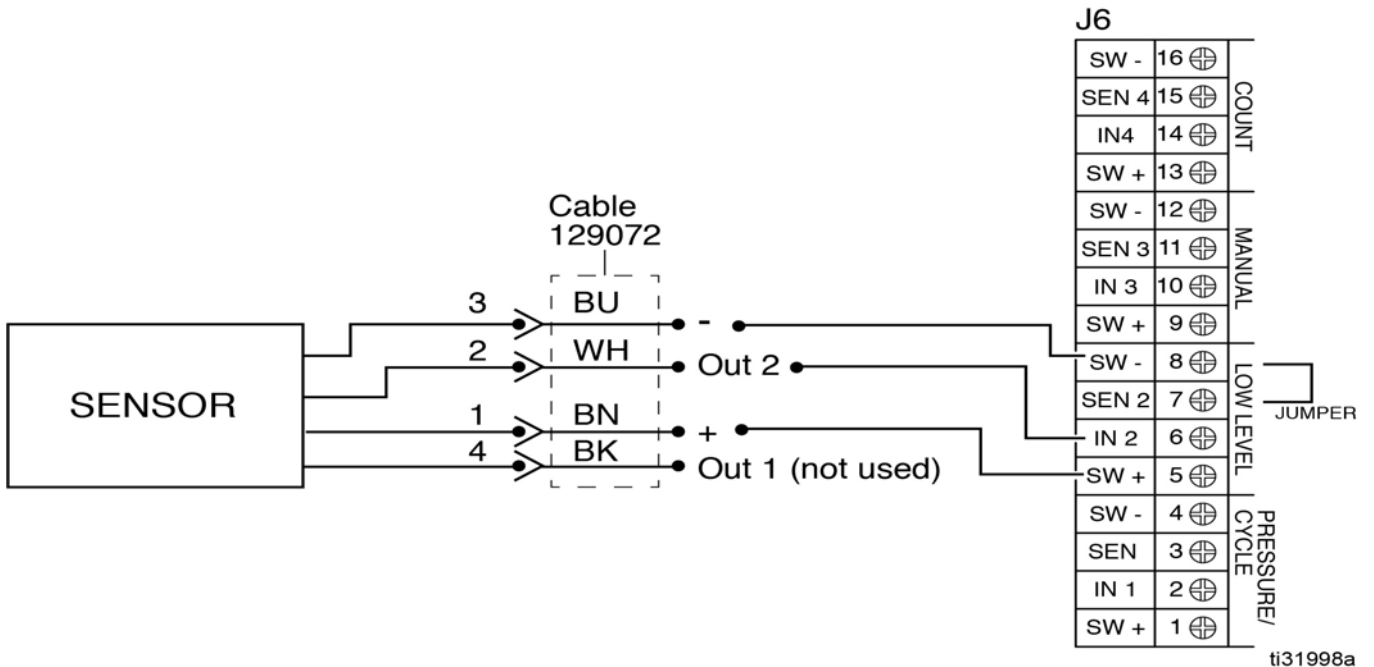 J6
SW - 16
SEN 4 15
IN4 14
SW + 13
COUNT
SW - 12
SEN 3 11
IN 3 10
SW + 9
MANUAL
SW - 8
SEN 2 7
IN 2 6
SW + 5
LOW LEVEL
JUMPER
SW - 4
SEN 3
IN 1 2
SW + 1
PRESSURE/
CYCLE
Cable
129072
3 BU -
2 WH Out 2
1 BN +
4 BK Out 1 (not used)
SENSOR
ti31998a